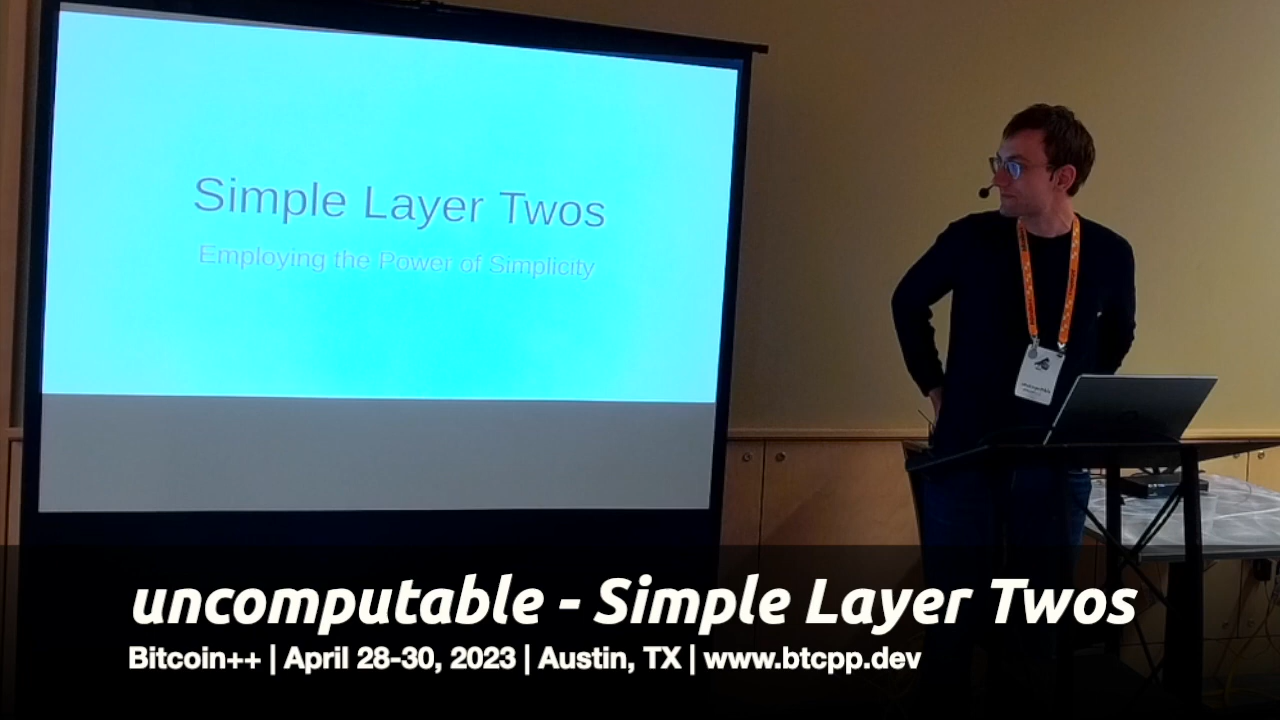 Simple Layer Twos
Employing the Power of Simplicity
uncomputable - Simple Layer Twos
Bitcoin++ | April 28-30, 2023 | Austin, TX | www.btcpp.dev